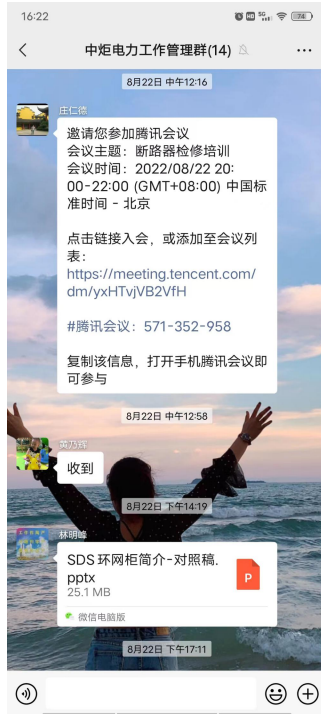 16:22
5G
74
中炬电力工作管理群(14)
8月22日 中午12:16
庄仁德
邀请您参加腾讯会议
会议主题：断路器检修培训
会议时间：2022/08/22 20:
00-22:00 (GMT+08:00) 中国标
准时间 - 北京
点击链接入会，或添加至会议列
表：
https://meeting.tencent.com/
dm/yxHTvjVB2VfH
#腾讯会议：571-352-958
复制该信息，打开手机腾讯会议即
可参与
8月22日 中午12:58
黄乃辉
收到
8月22日 下午14:19
林明峰
SDS环网柜简介-对照稿.
pptx
25.1 MB
P
微信电脑版
8月22日 下午17:11